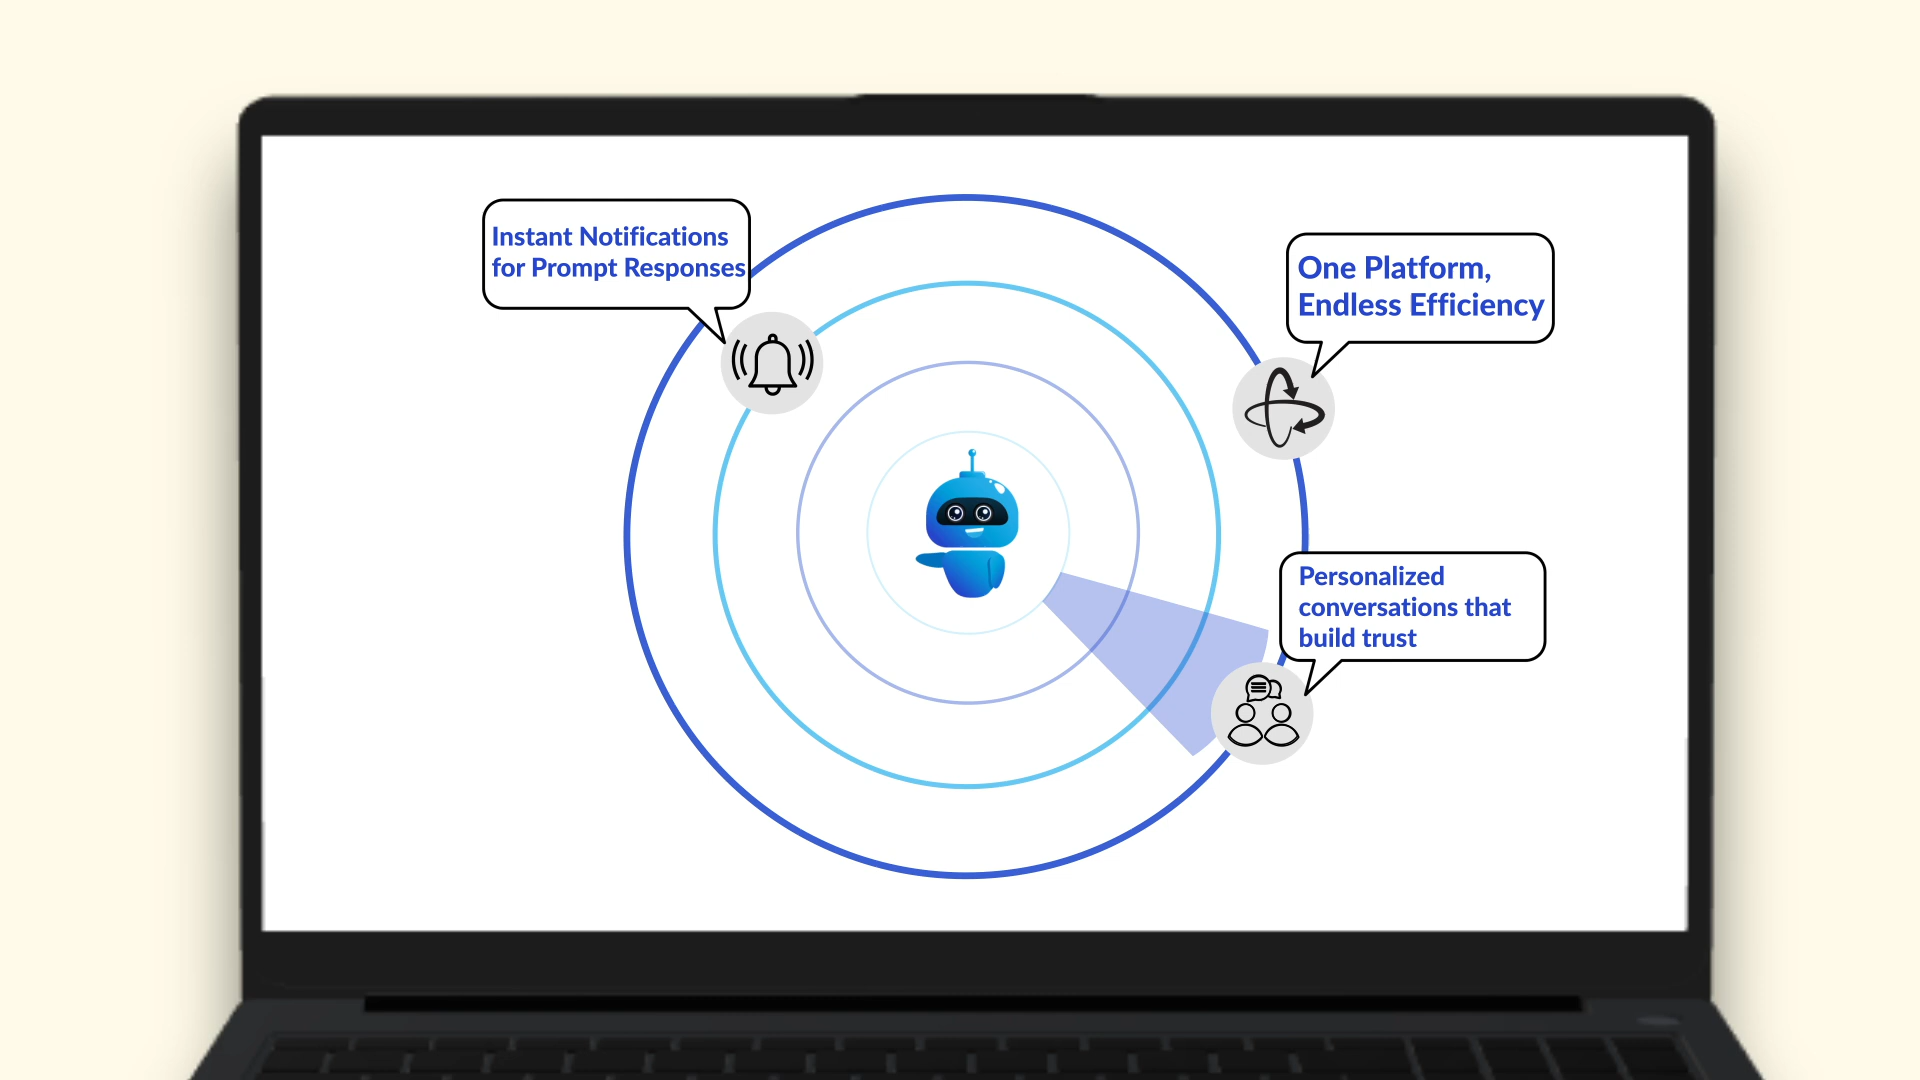 Instant Notifications
for Prompt Responses
One Platform,
Endless Efficiency
Personalized
conversations that
build trust